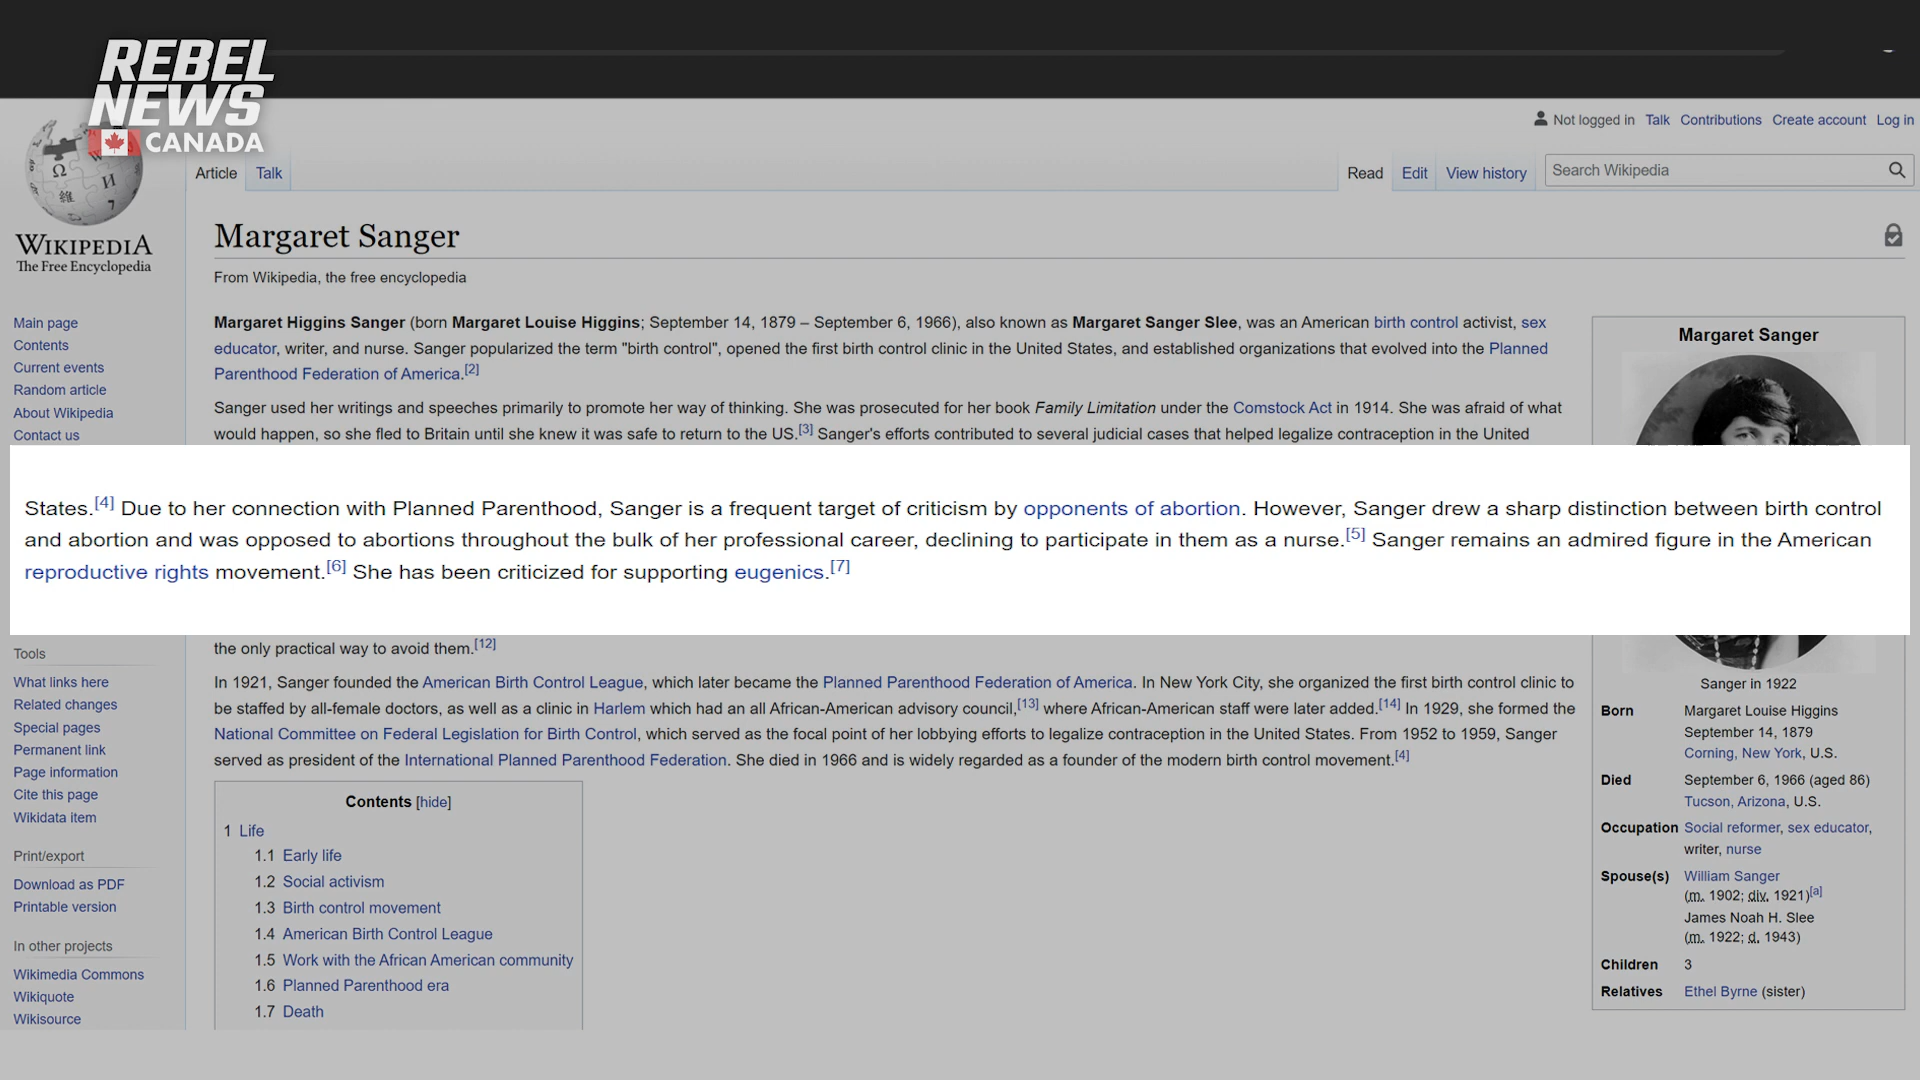 REBEL
NEWS
CANADA
Not logged in Talk Contributions Create account Log in
Article Talk
Read Edit View history Search Wikipedia
WIKIPEDIA
The Free Encyclopedia
Margaret Sanger
From Wikipedia, the free encyclopedia
Main page
Contents
Current events
Random article
About Wikipedia
Contact us
Margaret Higgins Sanger (born Margaret Louise Higgins; September 14, 1879 – September 6, 1966), also known as Margaret Sanger Slee, was an American birth control activist, sex
educator, writer, and nurse. Sanger popularized the term "birth control", opened the first birth control clinic in the United States, and established organizations that evolved into the Planned
Parenthood Federation of America.[2]
Sanger used her writings and speeches primarily to promote her way of thinking. She was prosecuted for her book Family Limitation under the Comstock Act in 1914. She was afraid of what
would happen, so she fled to Britain until she knew it was safe to return to the US.[3] Sanger's efforts contributed to several judicial cases that helped legalize contraception in the United
States.[4] Due to her connection with Planned Parenthood, Sanger is a frequent target of criticism by opponents of abortion. However, Sanger drew a sharp distinction between birth control
and abortion and was opposed to abortions throughout the bulk of her professional career, declining to participate in them as a nurse.[5] Sanger remains an admired figure in the American
reproductive rights movement.[6] She has been criticized for supporting eugenics.[7]
the only practical way to avoid them.[12]
In 1921, Sanger founded the American Birth Control League, which later became the Planned Parenthood Federation of America. In New York City, she organized the first birth control clinic to
be staffed by all-female doctors, as well as a clinic in Harlem which had an all African-American advisory council,[13] where African-American staff were later added.[14] In 1929, she formed the
National Committee on Federal Legislation for Birth Control, which served as the focal point of her lobbying efforts to legalize contraception in the United States. From 1952 to 1959, Sanger
served as president of the International Planned Parenthood Federation. She died in 1966 and is widely regarded as a founder of the modern birth control movement.[4]
Tools
What links here
Related changes
Special pages
Permanent link
Page information
Cite this page
Wikidata item
Print/export
Download as PDF
Printable version
In other projects
Wikimedia Commons
Wikiquote
Wikisource
Contents [hide]
1 Life
1.1 Early life
1.2 Social activism
1.3 Birth control movement
1.4 American Birth Control League
1.5 Work with the African American community
1.6 Planned Parenthood era
1.7 Death
Margaret Sanger
Sanger in 1922
Born Margaret Louise Higgins
September 14, 1879
Corning, New York, U.S.
Died September 6, 1966 (aged 86)
Tucson, Arizona, U.S.
Occupation Social reformer, sex educator,
writer, nurse
Spouse(s) William Sanger
(m. 1902; div. 1921)[a]
James Noah H. Slee
(m. 1922; d. 1943)
Children 3
Relatives Ethel Byrne (sister)